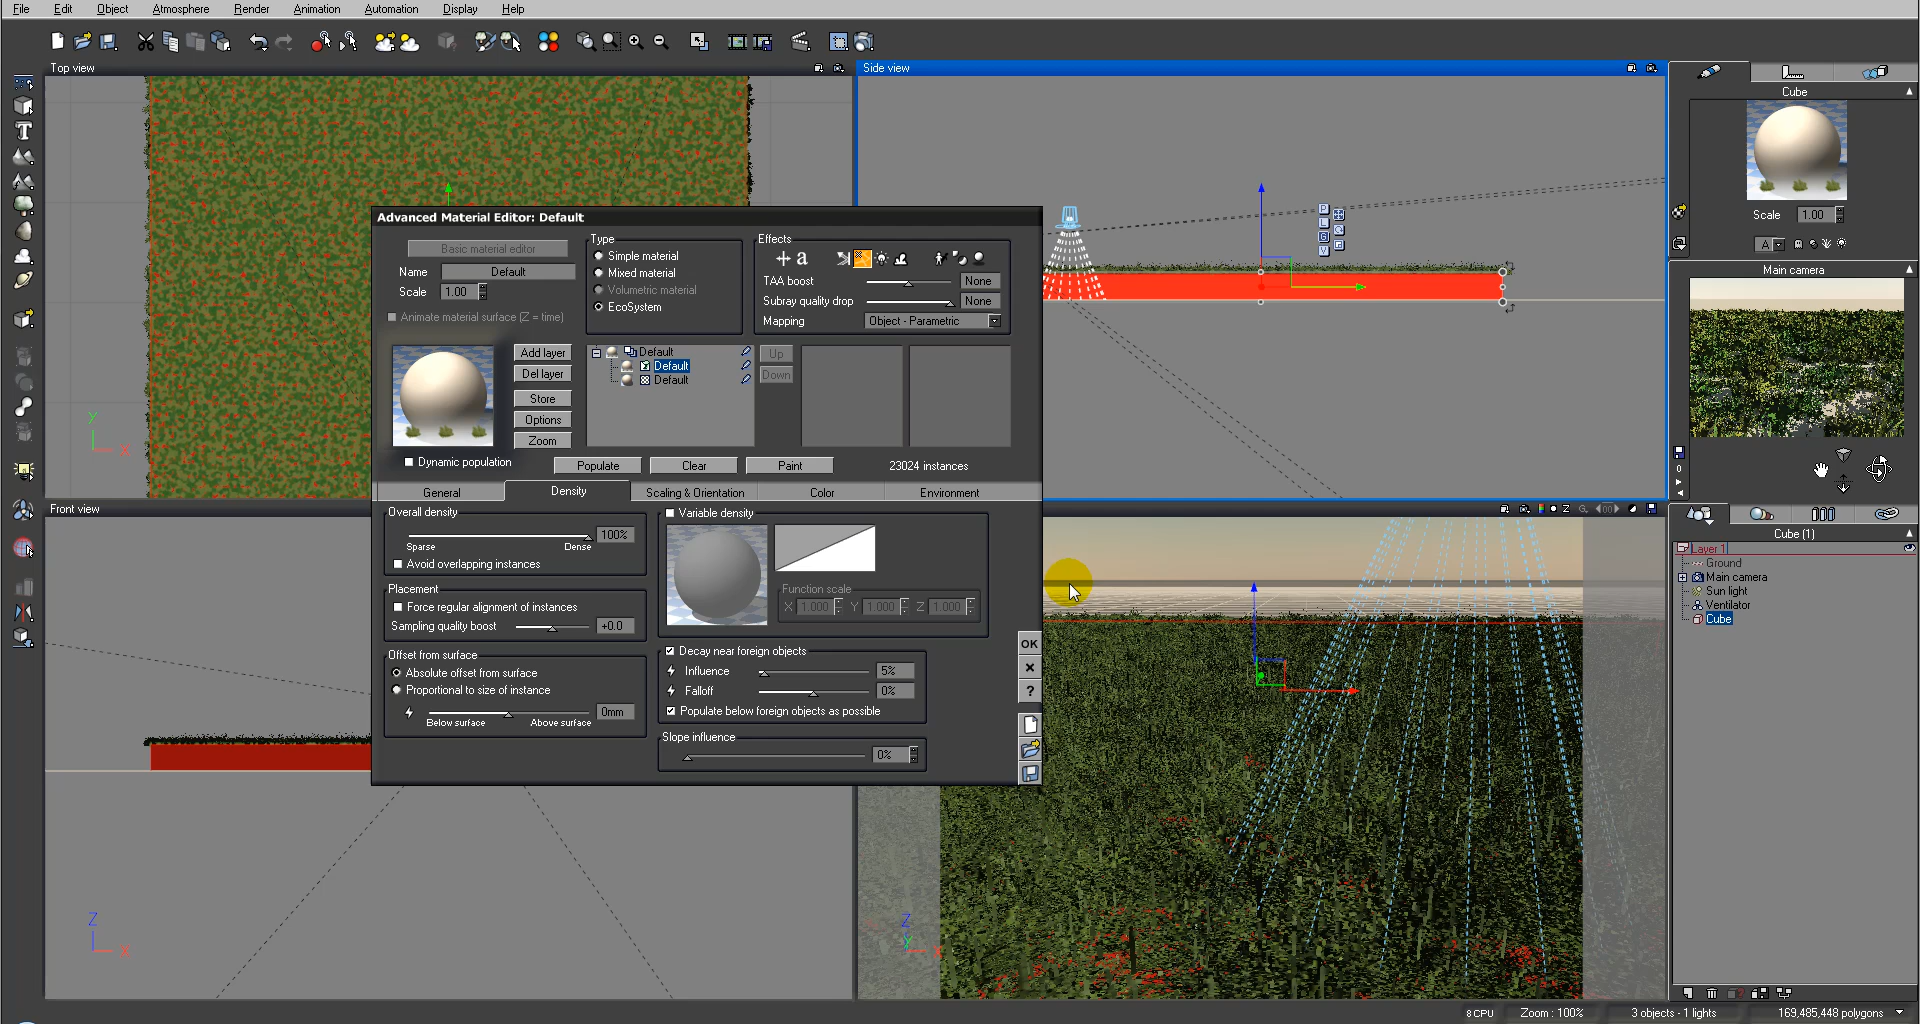 File Edit Object Atmosphere Render Animation Automation Display Help
Top view
Side view
Cube
Scale 1.00
A
Main camera
0
Front view
Advanced Material Editor: Default
Basic material editor
Name Default
Scale 1.00
Animate material surface (Z = time)
Type
Simple material
Mixed material
Volumetric material
EcoSystem
Effects
TAA boost None
Subray quality drop None
Mapping Object - Parametric
Add layer
Del layer
Store
Options
Zoom
Default
Default
Default
Up
Down
Dynamic population
Populate
Clear
Paint
23024 instances
General
Density
Scaling & Orientation
Color
Environment
Overall density
100%
Sparse Dense
Avoid overlapping instances
Placement
Force regular alignment of instances
Sampling quality boost +0.0
Offset from surface
Absolute offset from surface
Proportional to size of instance
0mm
Below surface Above surface
Variable density
Function scale
X 1.000 Y 1.000 Z 1.000
Decay near foreign objects
Influence 5%
Falloff 0%
Populate below foreign objects as possible
Slope influence
0%
OK
?
Y
X
Z
X
Z
Y
X
Cube (1)
Layer 1
Ground
Main camera
Sun light
Ventilator
Cube
8 CPU
Zoom : 100%
3 objects - 1 lights
169,485,448 polygons